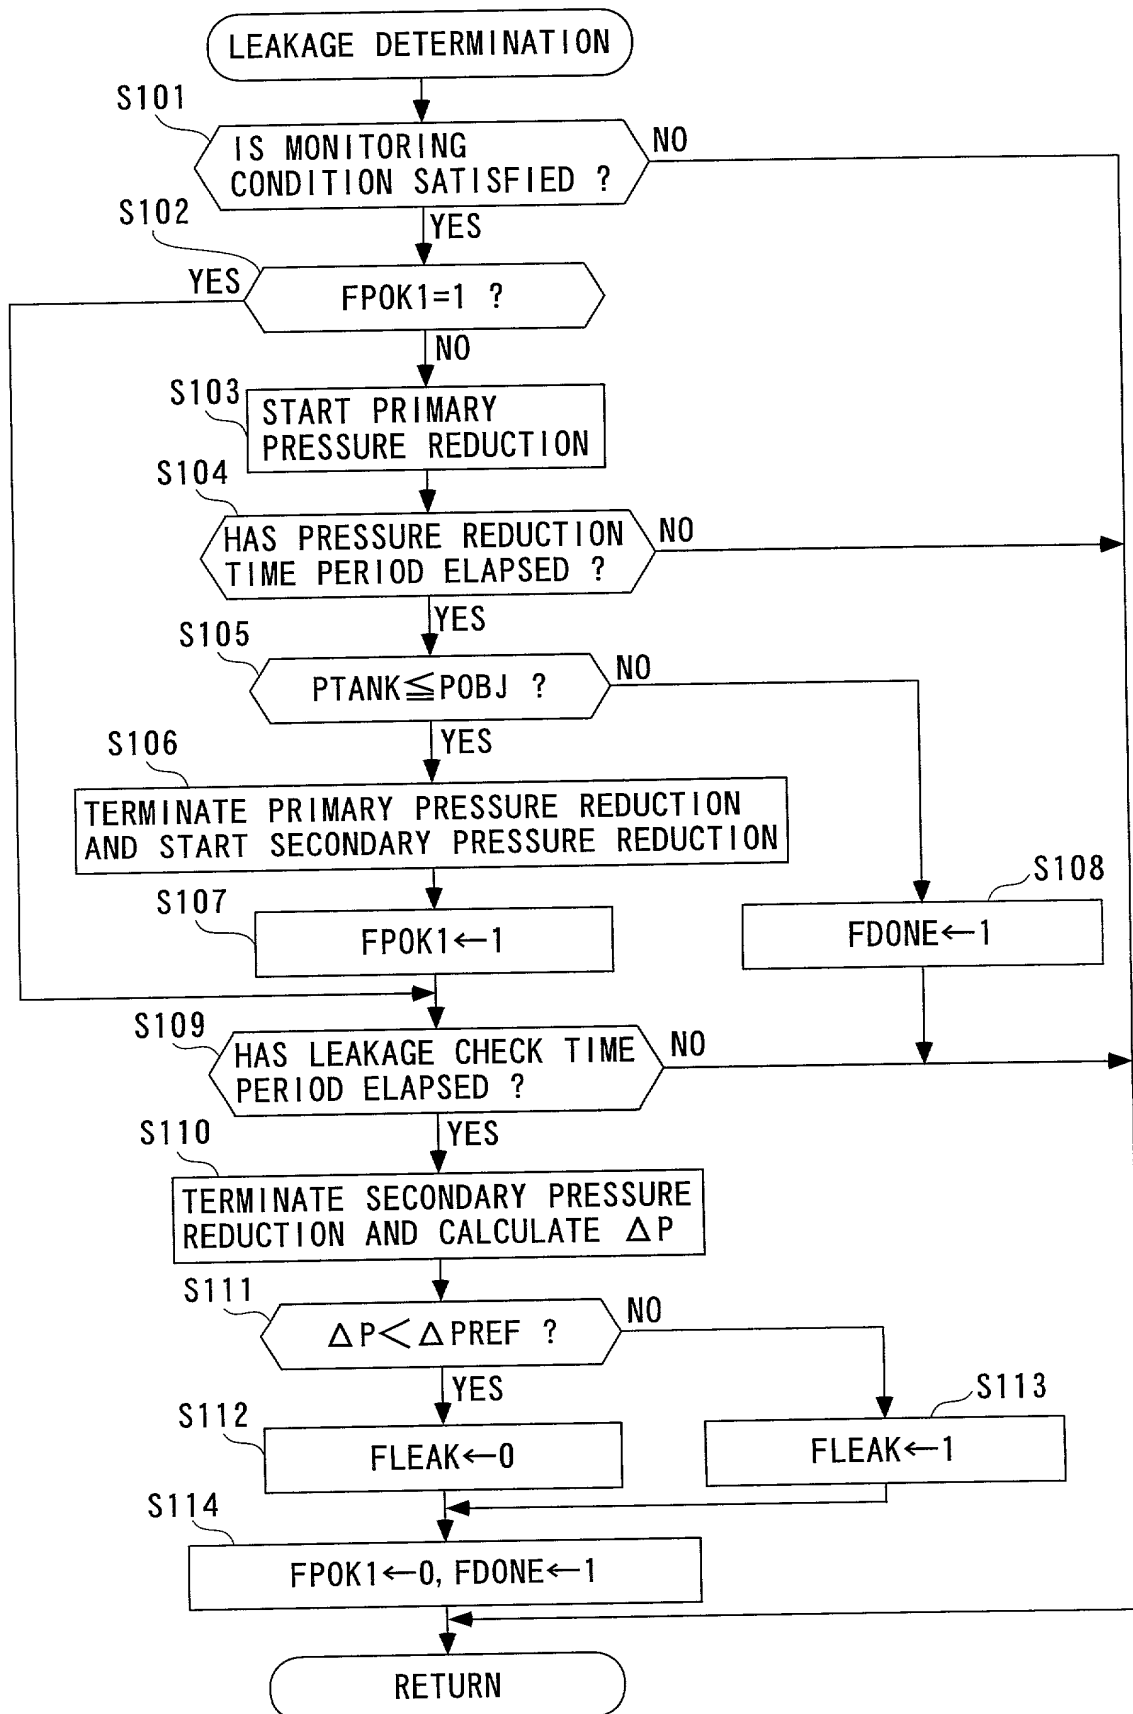 LEAKAGE DETERMINATION
S101
IS MONITORING
CONDITION SATISFIED ?
NO
YES
S102
YES
FPOK1=1 ?
NO
S103
START PRIMARY
PRESSURE REDUCTION
S104
HAS PRESSURE REDUCTION
TIME PERIOD ELAPSED ?
NO
YES
S105
PTANK≦POBJ ?
NO
YES
S106
TERMINATE PRIMARY PRESSURE REDUCTION
AND START SECONDARY PRESSURE REDUCTION
S107
FPOK1←1
S108
FDONE←1
S109
HAS LEAKAGE CHECK TIME
PERIOD ELAPSED ?
NO
YES
S110
TERMINATE SECONDARY PRESSURE
REDUCTION AND CALCULATE ΔP
S111
ΔP<ΔPREF ?
NO
YES
S112
FLEAK←0
S113
FLEAK←1
S114
FPOK1←0, FDONE←1
RETURN